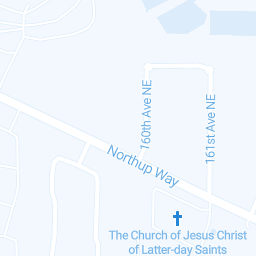 160th Ave NE
161st Ave NE
Northup Way
The Church of Jesus Christ
of Latter-day Saints